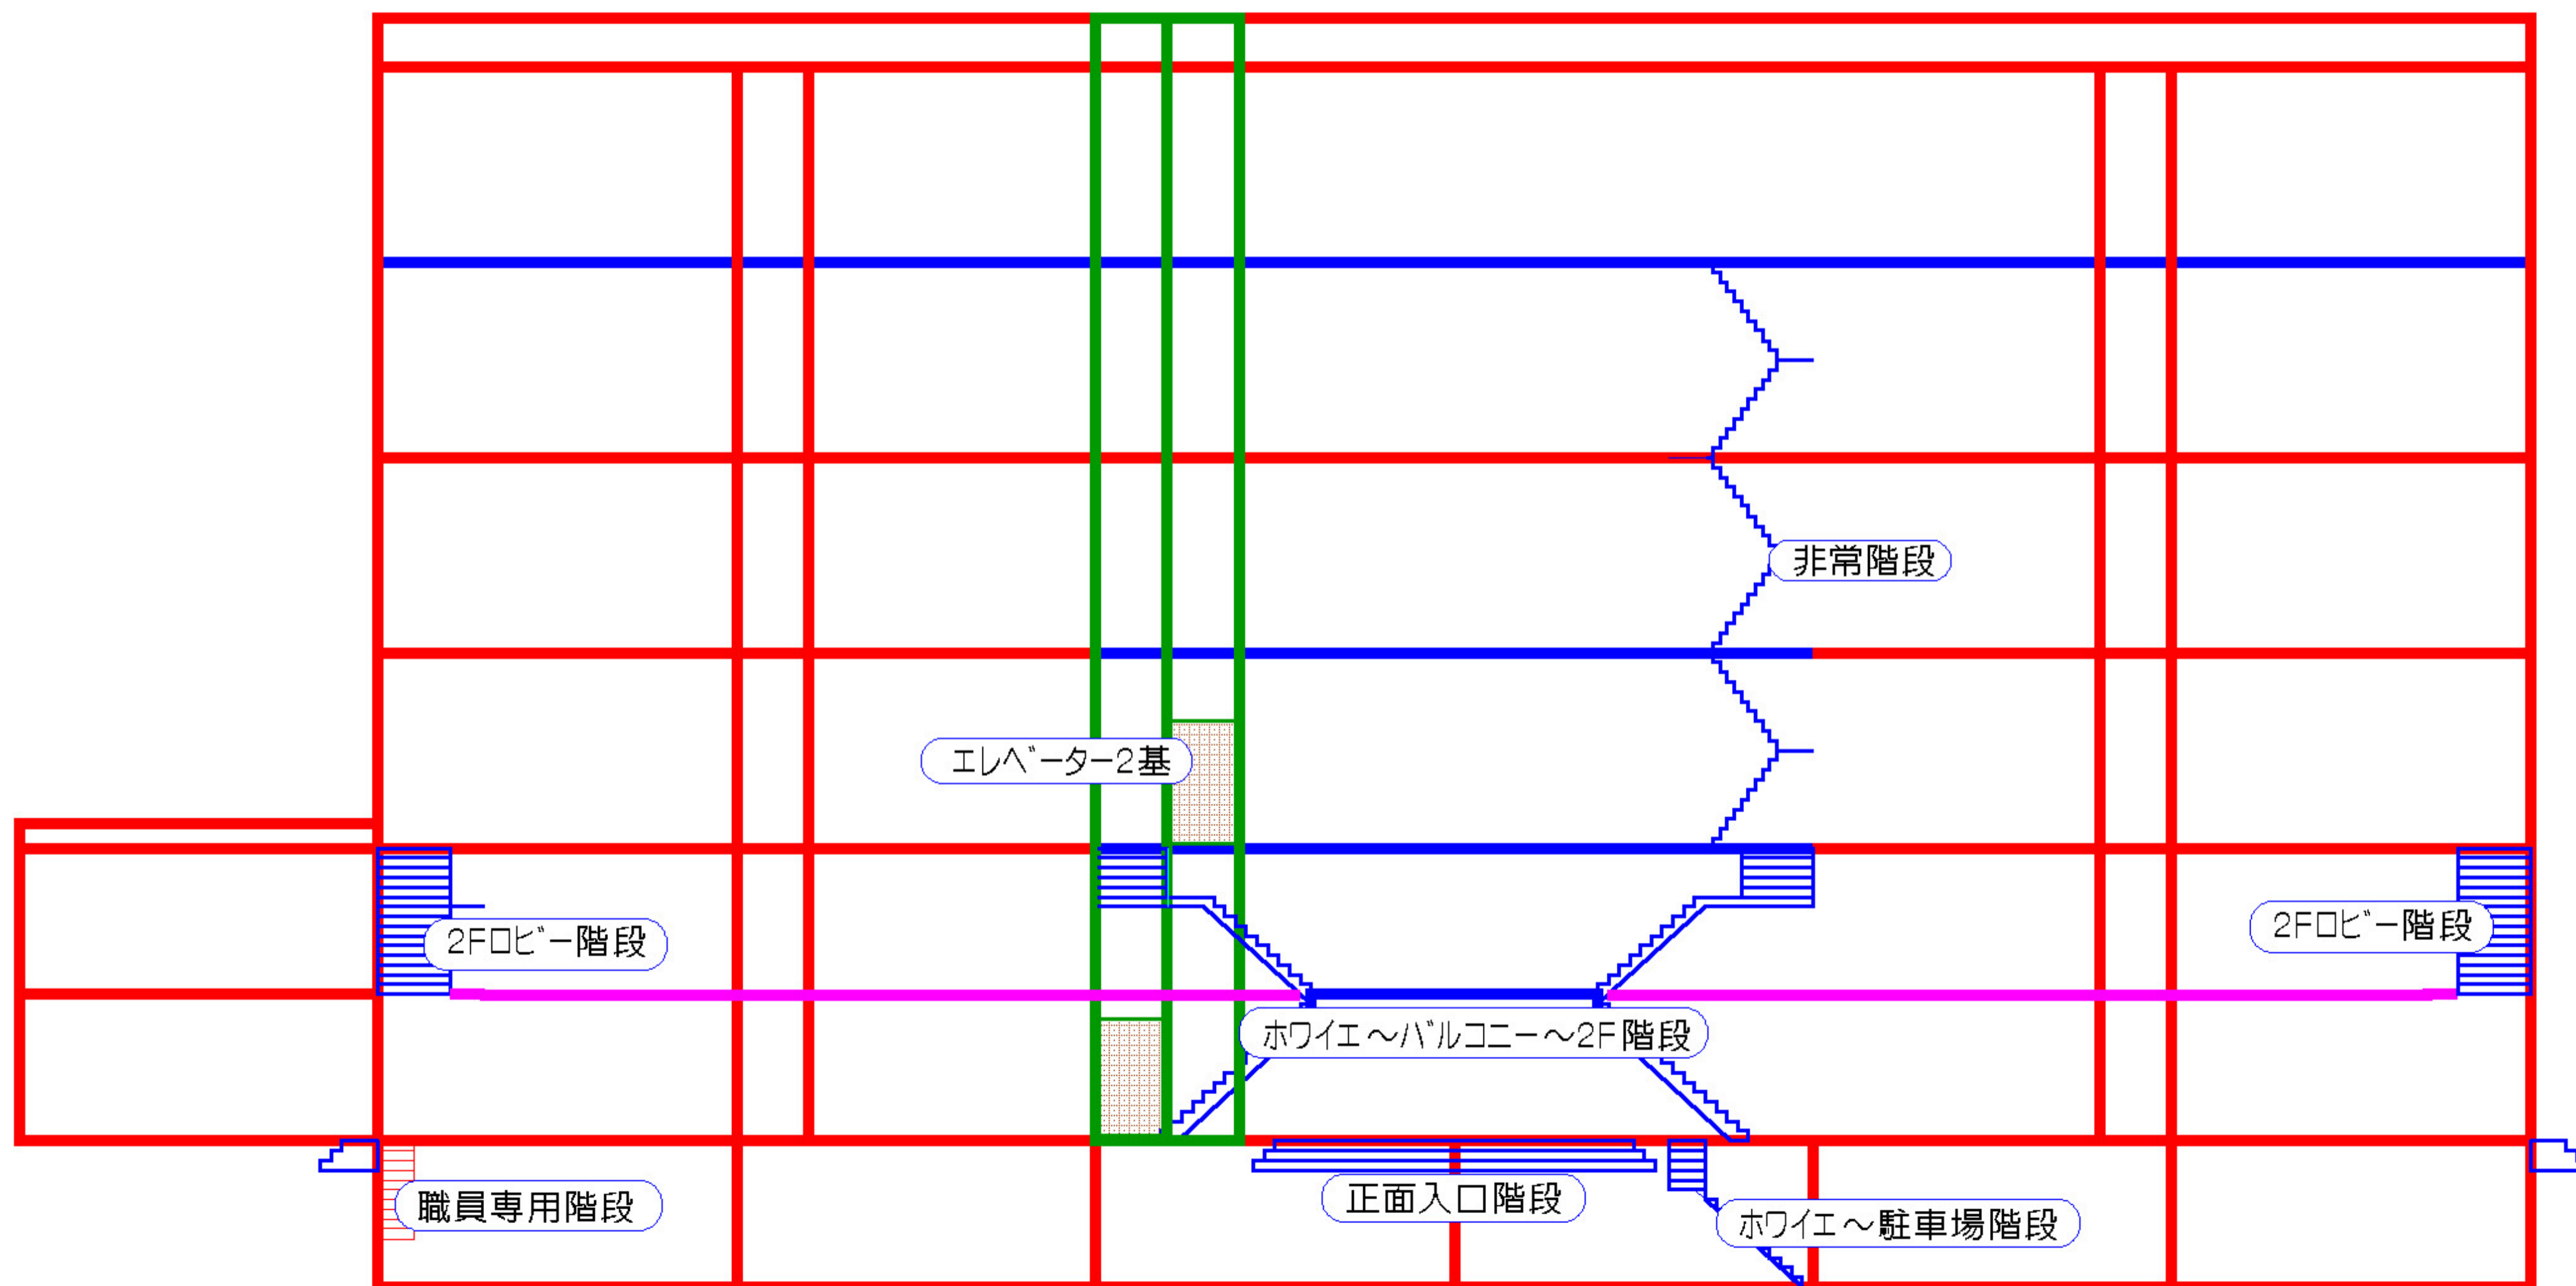 非常階段
エレベーター2基
2Fロビー階段
2Fロビー階段
ホワイエ～バルコニー～2F階段
正面入口階段
職員専用階段
ホワイエ～駐車場階段